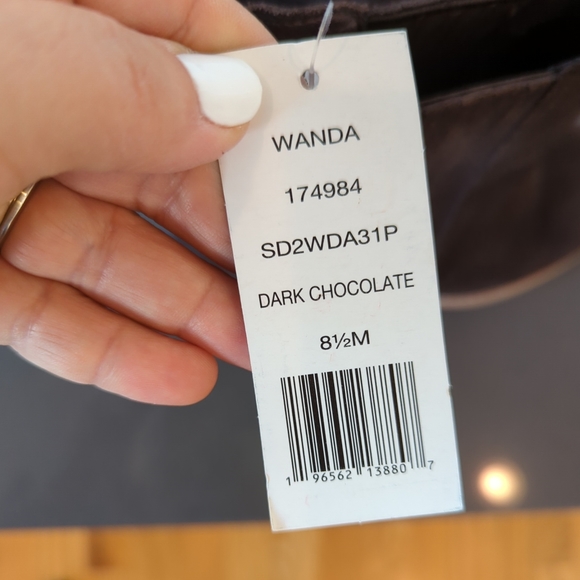 WANDA
174984
SD2WDA31P
DARK CHOCOLATE
8½M
1 96562 13880 7